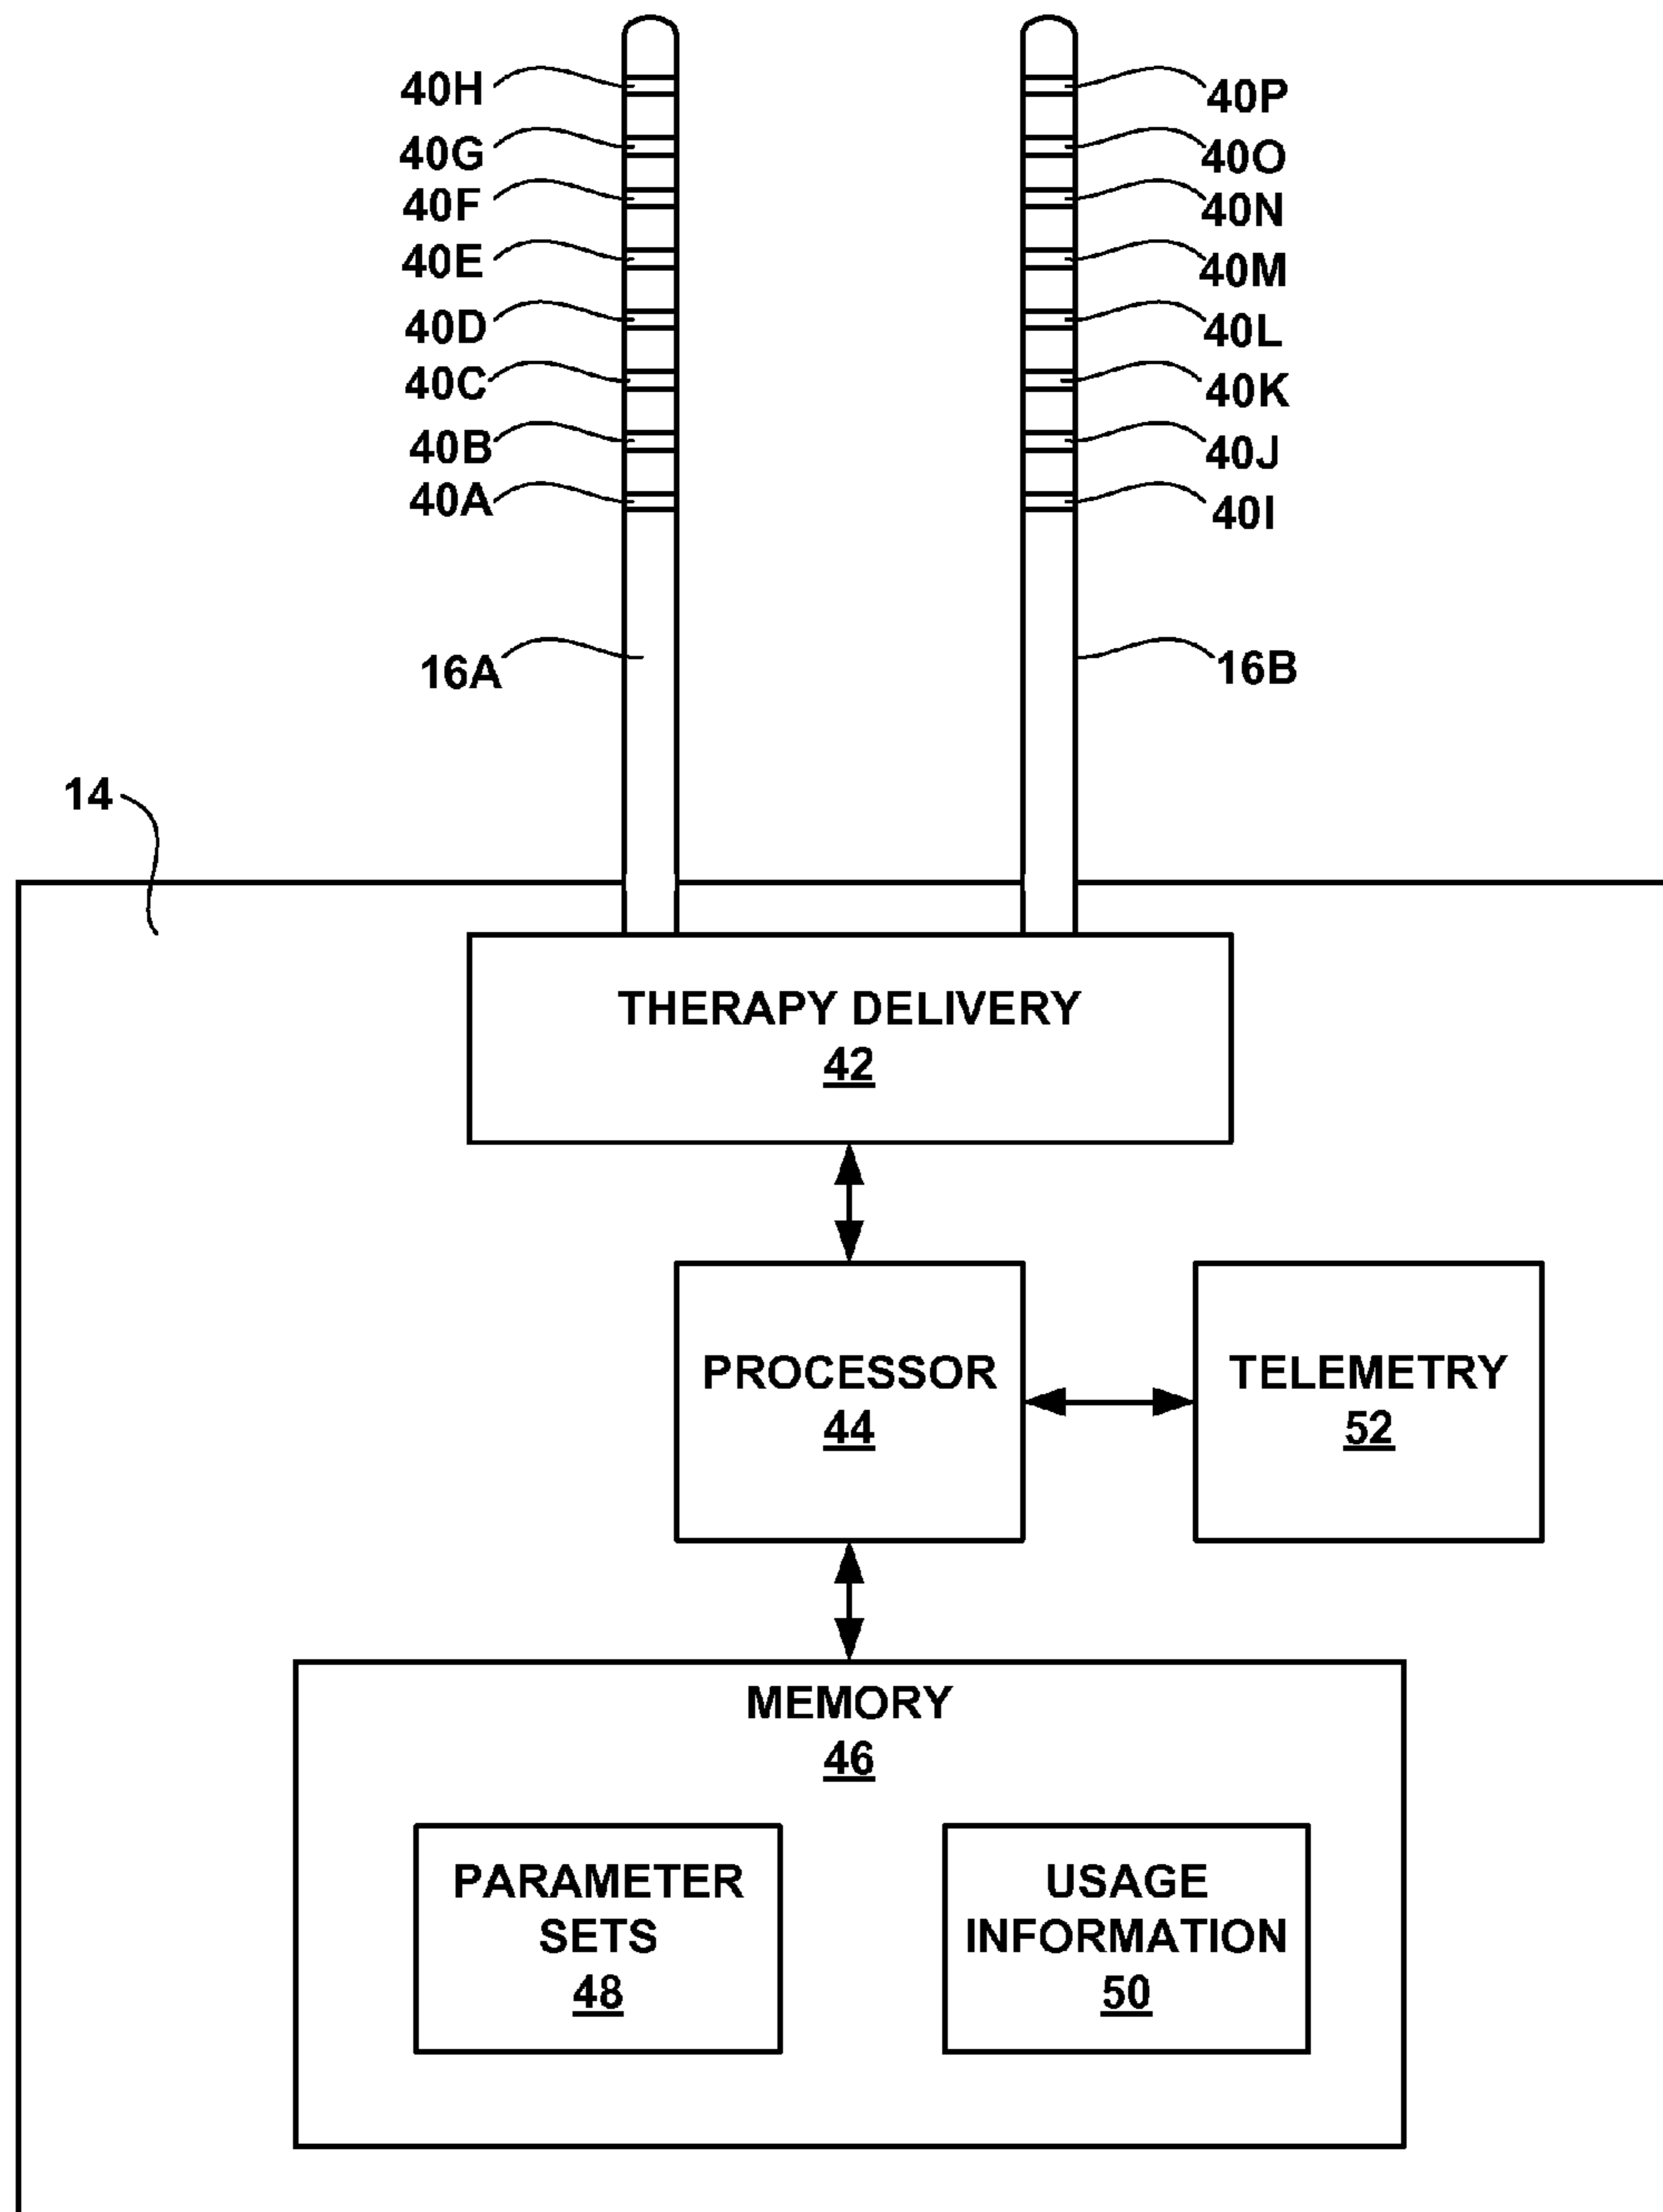 40H
40P
40G
40O
40F
40N
40E
40M
40D
40L
40C
40K
40B
40J
40A
40I
16A
16B
14
THERAPY DELIVERY
42
PROCESSOR
44
TELEMETRY
52
MEMORY
46
PARAMETER
SETS
48
USAGE
INFORMATION
50